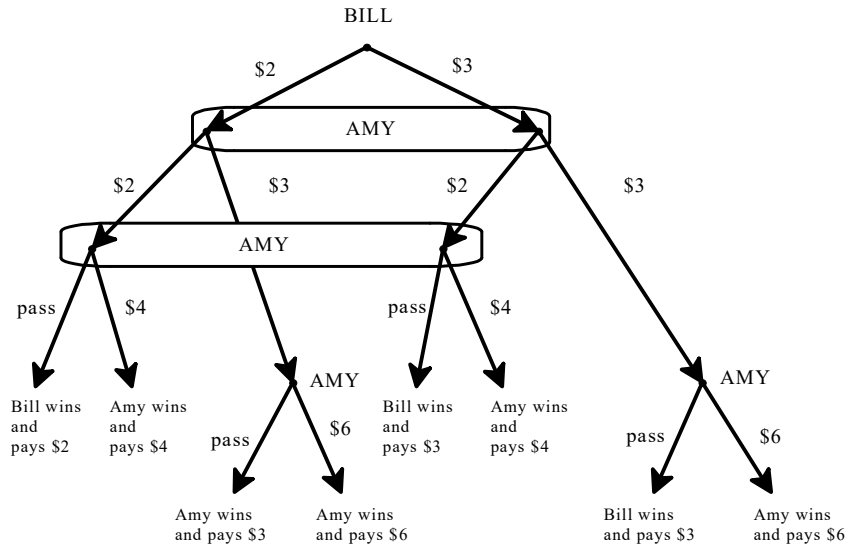 BILL
$2
$3
AMY
$2
$3
$2
$3
AMY
pass
$4
pass
$4
AMY
AMY
Bill wins
and
pays $2
Amy wins
and
pays $4
Bill wins
and
pays $3
Amy wins
and
pays $4
pass
$6
pass
$6
Amy wins
and pays $3
Amy wins
and pays $6
Bill wins
and pays $3
Amy wins
and pays $6